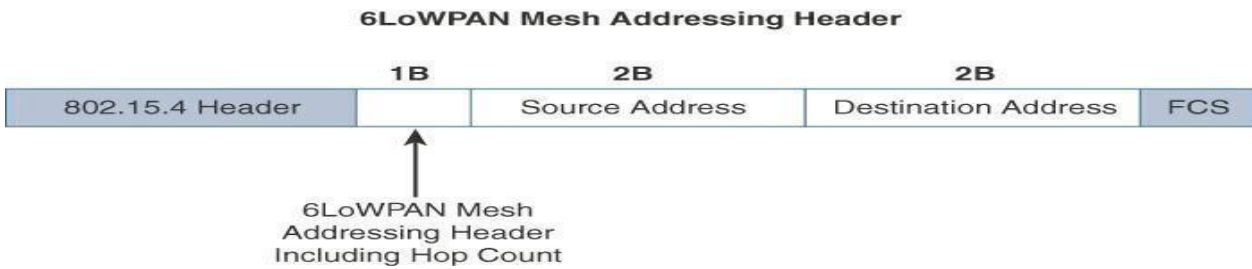 6LoWPAN Mesh Addressing Header
1B 2B 2B
802.15.4 Header Source Address Destination Address FCS
6LoWPAN Mesh
Addressing Header
Including Hop Count